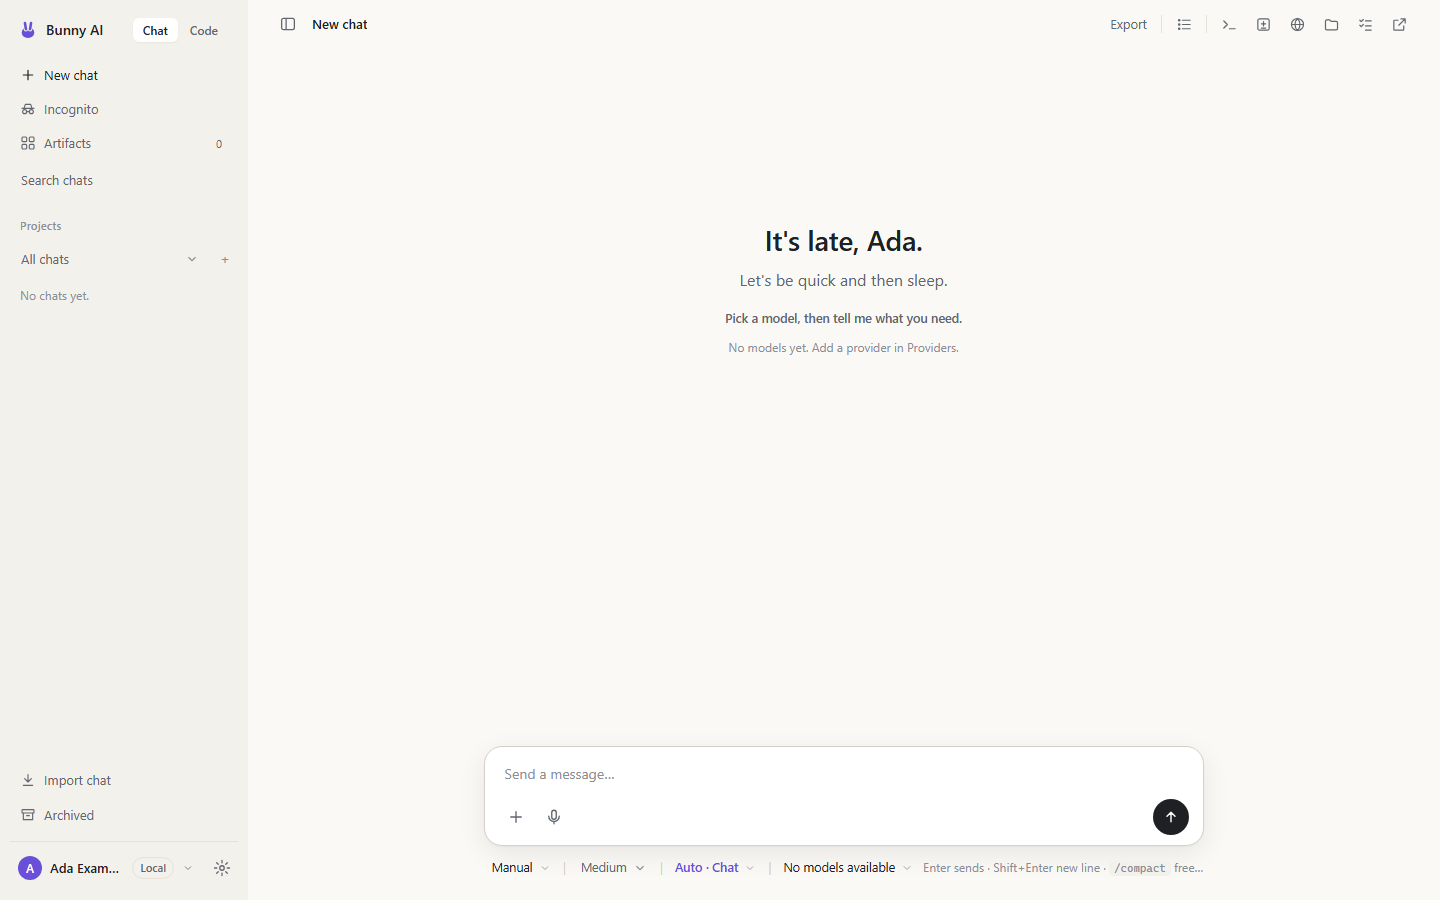 Bunny AI
Chat
Code
New chat
Incognito
Artifacts
0
Search chats
Projects
All chats
+
No chats yet.
Import chat
Archived
A
Ada Exam...
Local
New chat
Export
It's late, Ada.
Let's be quick and then sleep.
Pick a model, then tell me what you need.
No models yet. Add a provider in Providers.
Send a message...
Manual
Medium
Auto · Chat
No models available
Enter sends · Shift+Enter new line · /compact free...